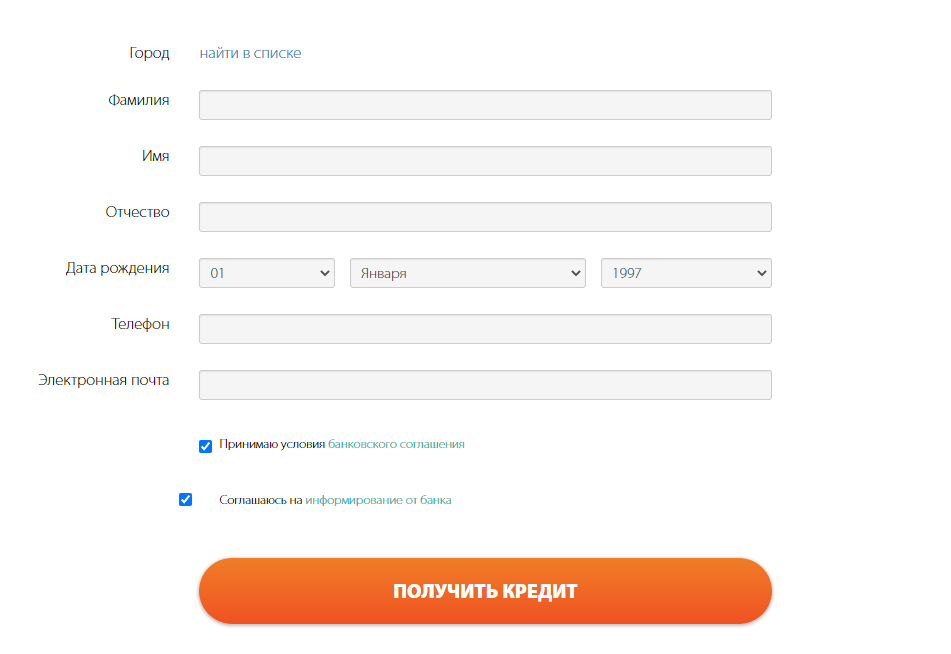 Город найти в списке
Фамилия
Имя
Отчество
Дата рождения 01 Января 1997
Телефон
Электронная почта
Принимаю условия банковского соглашения
Соглашаюсь на информирование от банка
ПОЛУЧИТЬ КРЕДИТ